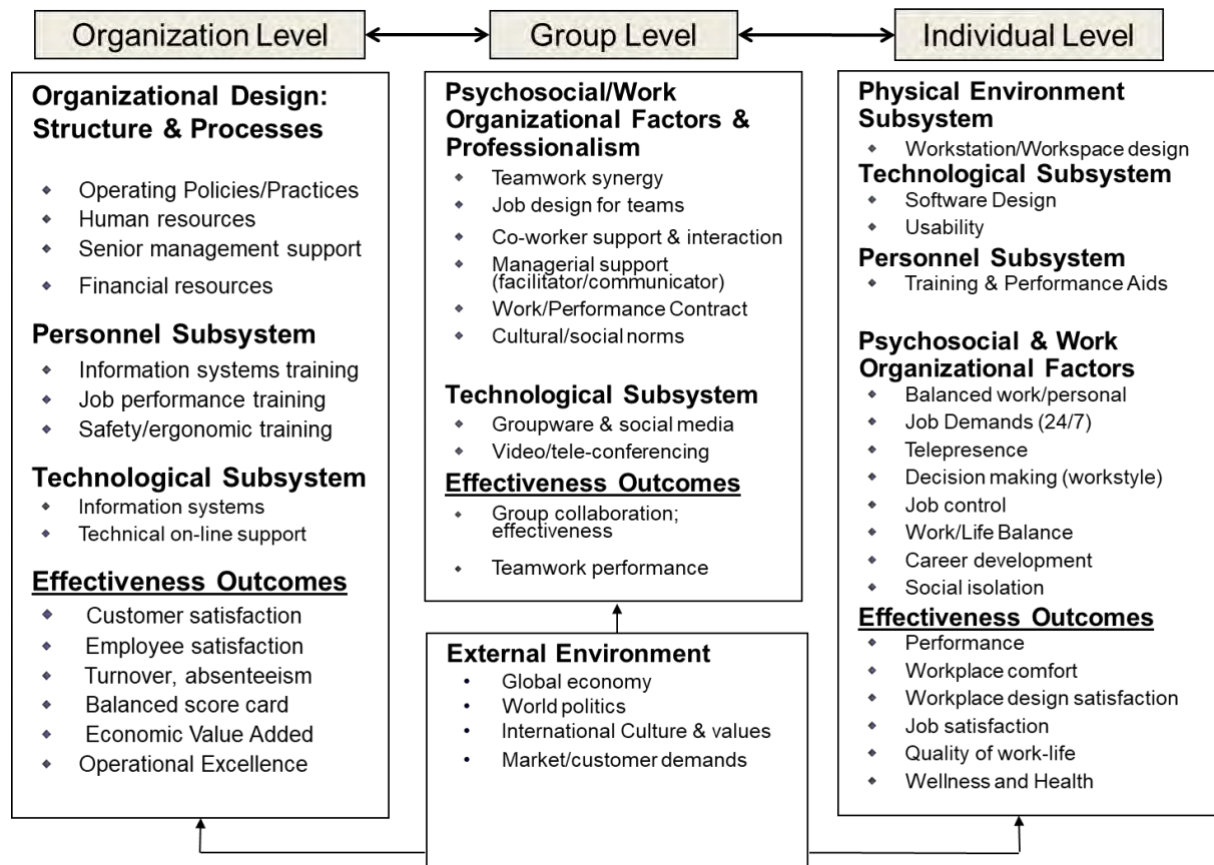 Organization Level
Group Level
Individual Level
Organizational Design:
Structure & Processes
Operating Policies/Practices
Human resources
Senior management support
Financial resources
Personnel Subsystem
Information systems training
Job performance training
Safety/ergonomic training
Technological Subsystem
Information systems
Technical on-line support
Effectiveness Outcomes
Customer satisfaction
Employee satisfaction
Turnover, absenteeism
Balanced score card
Economic Value Added
Operational Excellence
Psychosocial/Work
Organizational Factors &
Professionalism
Teamwork synergy
Job design for teams
Co-worker support & interaction
Managerial support
(facilitator/communicator)
Work/Performance Contract
Cultural/social norms
Technological Subsystem
Groupware & social media
Video/tele-conferencing
Effectiveness Outcomes
Group collaboration;
effectiveness
Teamwork performance
External Environment
Global economy
World politics
International Culture & values
Market/customer demands
Physical Environment
Subsystem
Workstation/Workspace design
Technological Subsystem
Software Design
Usability
Personnel Subsystem
Training & Performance Aids
Psychosocial & Work
Organizational Factors
Balanced work/personal
Job Demands (24/7)
Telepresence
Decision making (workstyle)
Job control
Work/Life Balance
Career development
Social isolation
Effectiveness Outcomes
Performance
Workplace comfort
Workplace design satisfaction
Job satisfaction
Quality of work-life
Wellness and Health